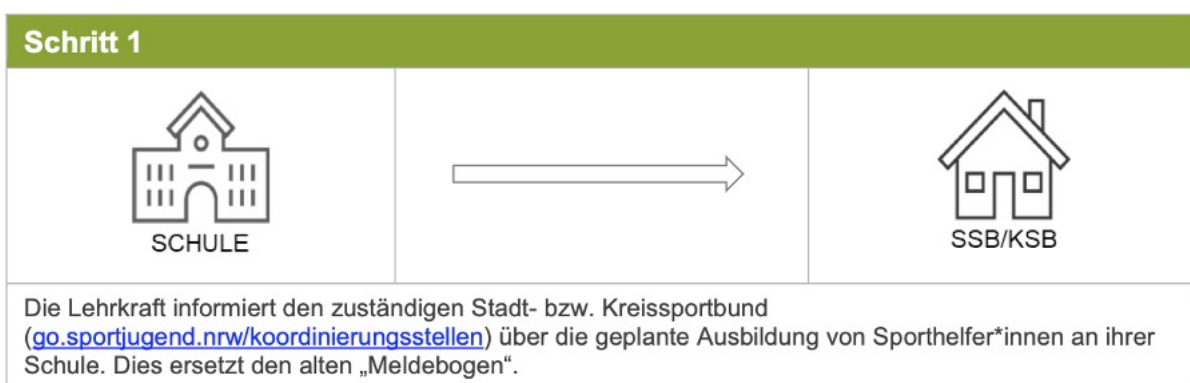 Schritt 1
SCHULE
SSB/KSB
Die Lehrkraft informiert den zuständigen Stadt- bzw. Kreissportbund
(go.sportjugend.nrw/koordinierungsstellen) über die geplante Ausbildung von Sporthelfer*innen an ihrer
Schule. Dies ersetzt den alten „Meldebogen“.